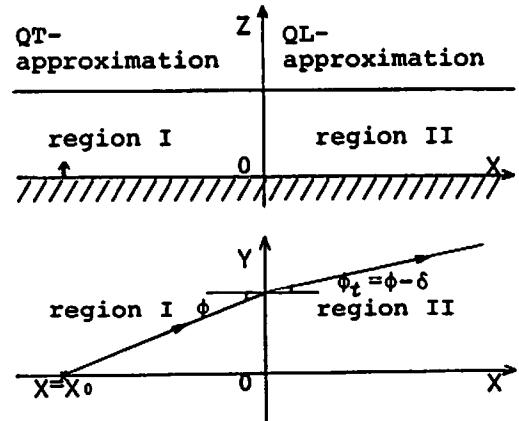 QT-
approximation
Z
QL-
approximation
region I
region II
0
X
Y
region I
ϕ
ϕt=ϕ-δ
region II
X=X0
0
X